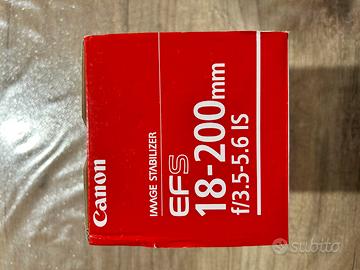 Canon
IMAGE STABILIZER
EFS
18-200mm
f/3.5-5.6 IS
subito